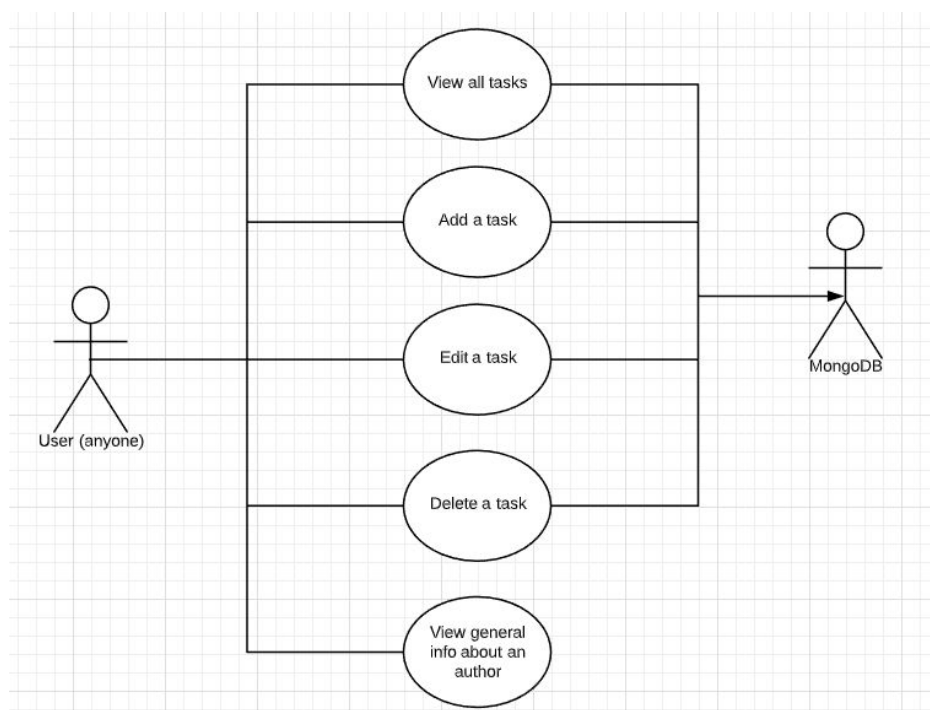 View all tasks
Add a task
Edit a task
Delete a task
View general
info about an
author
User (anyone)
MongoDB